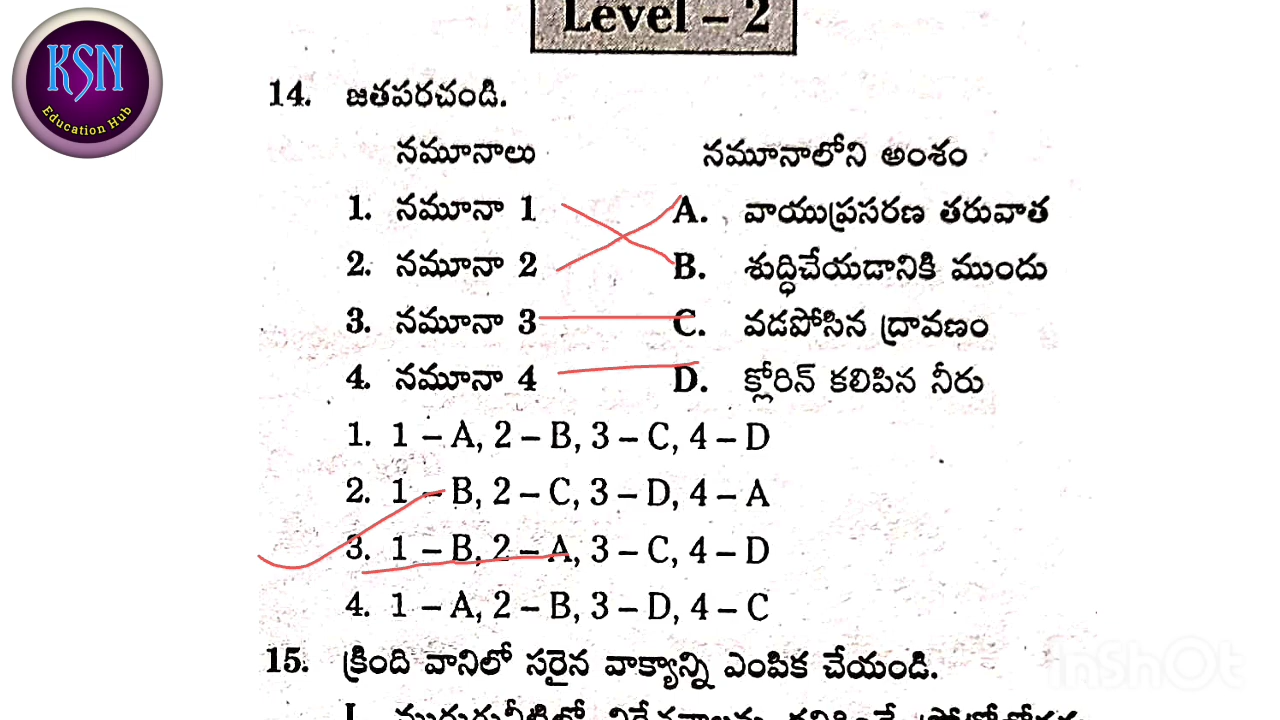 Level – 2
KSN
Education Hub
14. జతపరచండి.
నమూనాలు నమూనాలోని అంశం
1. నమూనా 1 A. వాయుప్రసరణ తరువాత
2. నమూనా 2 B. శుద్ధిచేయడానికి ముందు
3. నమూనా 3 C. వడపోసిన ద్రావణం
4. నమూనా 4 D. క్లోరిన్ కలిపిన నీరు
1. 1 – A, 2 – B, 3 – C, 4 – D
2. 1 – B, 2 – C, 3 – D, 4 – A
3. 1 – B, 2 – A, 3 – C, 4 – D
4. 1 – A, 2 – B, 3 – D, 4 – C
15. క్రింది వానిలో సరైన వాక్యాన్ని ఎంపిక చేయండి.
InShOt